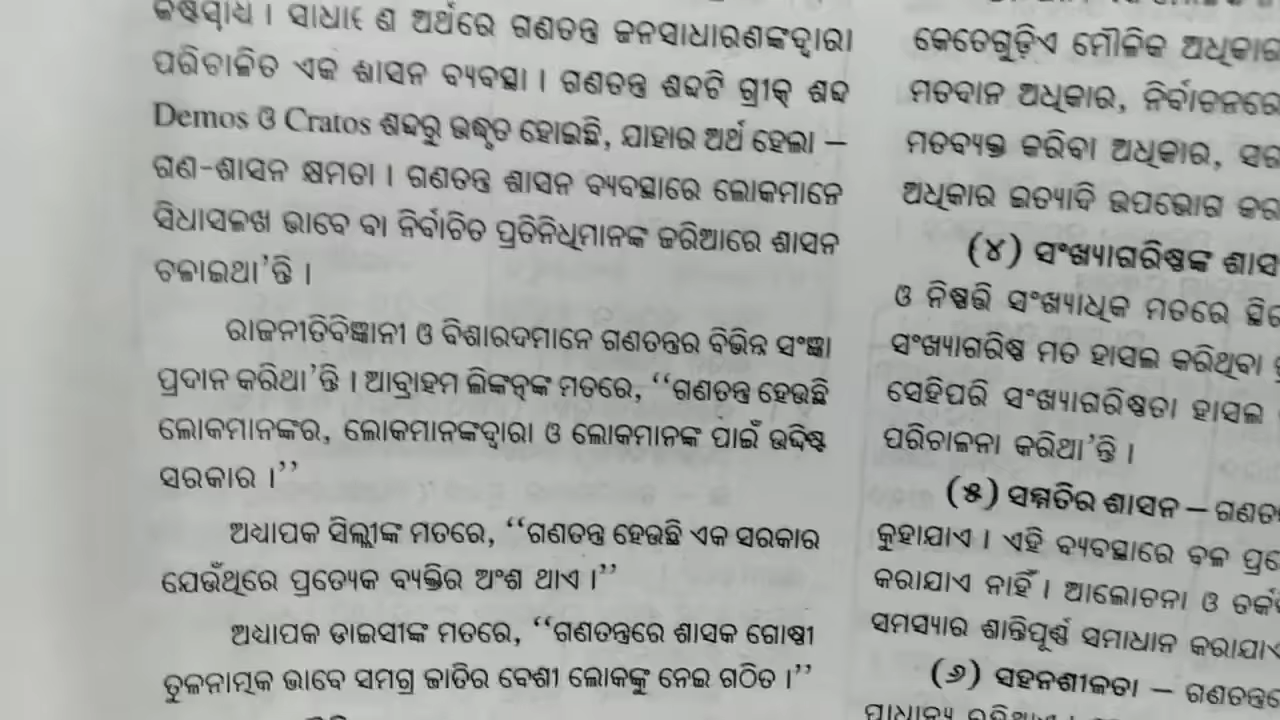 କଷ୍ଟସାଧ । ସାଧାରଣ ଅର୍ଥରେ ଗଣତନ୍ତ୍ର ଜନସାଧାରଣଙ୍କଦ୍ୱାରା
ପରିଚାଳିତ ଏକ ଶାସନ ବ୍ୟବସ୍ଥା । ଗଣତନ୍ତ୍ର ଶବ୍ଦଟି ଗ୍ରୀକ୍ ଶବ୍ଦ
Demos ଓ Cratos ଶବ୍ଦରୁ ଉଦ୍ଧୃତ ହୋଇଛି, ଯାହାର ଅର୍ଥ ହେଲା –
ଗଣ-ଶାସନ କ୍ଷମତା । ଗଣତନ୍ତ୍ର ଶାସନ ବ୍ୟବସ୍ଥାରେ ଲୋକମାନେ
ସିଧାସଳଖ ଭାବେ ବା ନିର୍ବାଚିତ ପ୍ରତିନିଧିମାନଙ୍କ ଜରିଆରେ ଶାସନ
ଚଳାଇଥା’ନ୍ତି ।
ରାଜନୀତିବିଜ୍ଞାନୀ ଓ ବିଶାରଦମାନେ ଗଣତନ୍ତ୍ରର ବିଭିନ୍ନ ସଂଜ୍ଞା
ପ୍ରଦାନ କରିଥା’ନ୍ତି । ଆବ୍ରାହମ ଲିଙ୍କନ୍‌ଙ୍କ ମତରେ, ‘‘ଗଣତନ୍ତ୍ର ହେଉଛି
ଲୋକମାନଙ୍କର, ଲୋକମାନଙ୍କଦ୍ୱାରା ଓ ଲୋକମାନଙ୍କ ପାଇଁ ଉଦ୍ଦିଷ୍ଟ
ସରକାର ।’’
ଅଧ୍ୟାପକ ସିଲ୍ଲୀଙ୍କ ମତରେ, ‘‘ଗଣତନ୍ତ୍ର ହେଉଛି ଏକ ସରକାର
ଯେଉଁଥିରେ ପ୍ରତ୍ୟେକ ବ୍ୟକ୍ତିର ଅଂଶ ଥାଏ ।’’
ଅଧ୍ୟାପକ ଡାଇସୀଙ୍କ ମତରେ, ‘‘ଗଣତନ୍ତ୍ରରେ ଶାସକ ଗୋଷ୍ଠୀ
ତୁଳନାତ୍ମକ ଭାବେ ସମଗ୍ର ଜାତିର ବେଶୀ ଲୋକଙ୍କୁ ନେଇ ଗଠିତ ।’’
କେତେଗୁଡ଼ିଏ ମୌଳିକ ଅଧିକାର
ମତଦାନ ଅଧିକାର, ନିର୍ବାଚନରେ
ମତବ୍ୟକ୍ତ କରିବା ଅଧିକାର,
ଅଧିକାର ଇତ୍ୟାଦି ଉପଭୋଗ
(୪) ସଂଖ୍ୟାଗରିଷ୍ଠଙ୍କ
ଓ ନିଷ୍ପତ୍ତି ସଂଖ୍ୟାଧିକ ମତରେ
ସଂଖ୍ୟାଗରିଷ୍ଠ ମତ ହାସଲ କରିଥିବା
ସେହିପରି ସଂଖ୍ୟାଗରିଷ୍ଠତା ହାସଲ
ପରିଚାଳନା କରିଥା’ନ୍ତି ।
(୫) ସମ୍ମତିର ଶାସନ –
କୁହାଯାଏ । ଏହି ବ୍ୟବସ୍ଥାରେ ବଳ
କରାଯାଏ ନାହିଁ । ଆଲୋଚନା ଓ
ସମସ୍ୟାର ଶାନ୍ତିପୂର୍ଣ୍ଣ ସମାଧାନ କରାଯାଏ
(୬) ସହନଶୀଳତା –